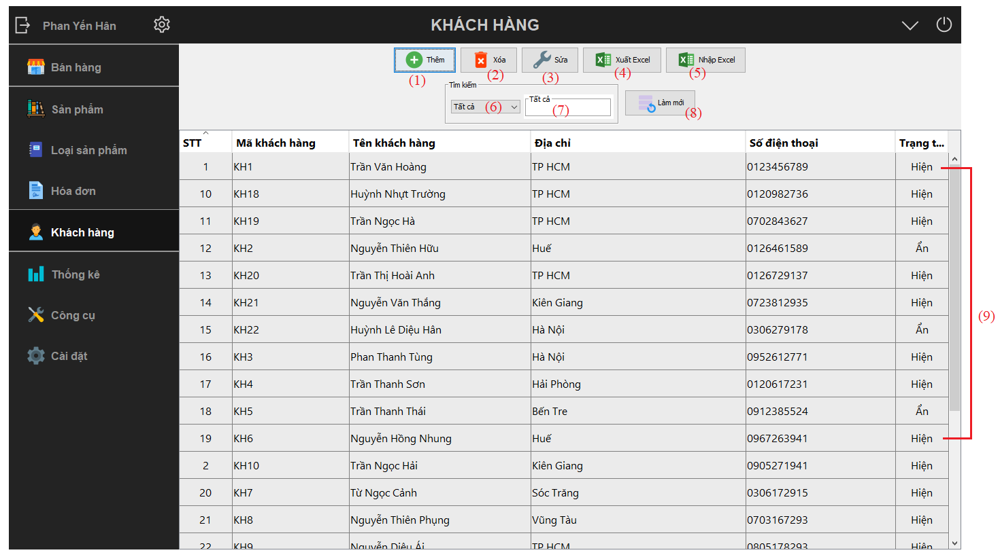 Phan Yến Hân
KHÁCH HÀNG
Bán hàng
Sản phẩm
Loại sản phẩm
Hóa đơn
Khách hàng
Thống kê
Công cụ
Cài đặt
Thêm Xóa Sửa Xuất Excel Nhập Excel
(1) (2) (3) (4) (5)
Tìm kiếm
Tất cả (6) Tất cả (7) Làm mới (8)
STT Mã khách hàng Tên khách hàng Địa chỉ Số điện thoại Trạng t...
1 KH1 Trần Văn Hoàng TP HCM 0123456789 Hiện
10 KH18 Huỳnh Nhựt Trường TP HCM 0120982736 Hiện
11 KH19 Trần Ngọc Hà TP HCM 0702843627 Hiện
12 KH2 Nguyễn Thiên Hữu Huế 0126461589 Ẩn
13 KH20 Trần Thị Hoài Anh TP HCM 0126729137 Hiện
14 KH21 Nguyễn Văn Thắng Kiên Giang 0723812935 Hiện
15 KH22 Huỳnh Lê Diệu Hân Hà Nội 0306279178 Ẩn
(9)
16 KH3 Phan Thanh Tùng Hà Nội 0952612771 Hiện
17 KH4 Trần Thanh Sơn Hải Phòng 0120617231 Hiện
18 KH5 Trần Thanh Thái Bến Tre 0912385524 Ẩn
19 KH6 Nguyễn Hồng Nhung Huế 0967263941 Hiện
2 KH10 Trần Ngọc Hải Kiên Giang 0905271941 Hiện
20 KH7 Từ Ngọc Cảnh Sóc Trăng 0306172915 Hiện
21 KH8 Nguyễn Thiên Phụng Vũng Tàu 0703167293 Hiện
22 KH9 Nguyễn Diệu Ái TP HCM 0805178293 Hiện